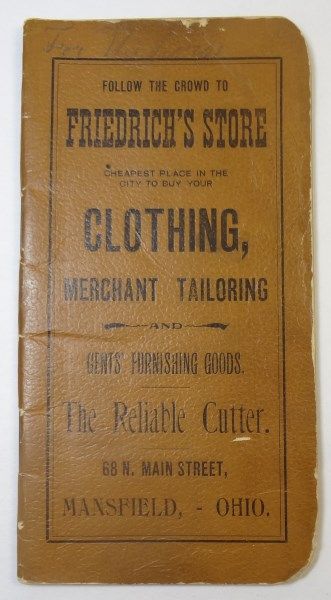 FOLLOW THE CROWD TO
FRIEDRICH'S STORE
CHEAPEST PLACE IN THE
CITY TO BUY YOUR
CLOTHING,
MERCHANT TAILORING
AND
GENTS' FURNISHING GOODS.
The Reliable Cutter.
68 N. MAIN STREET,
MANSFIELD, - OHIO.